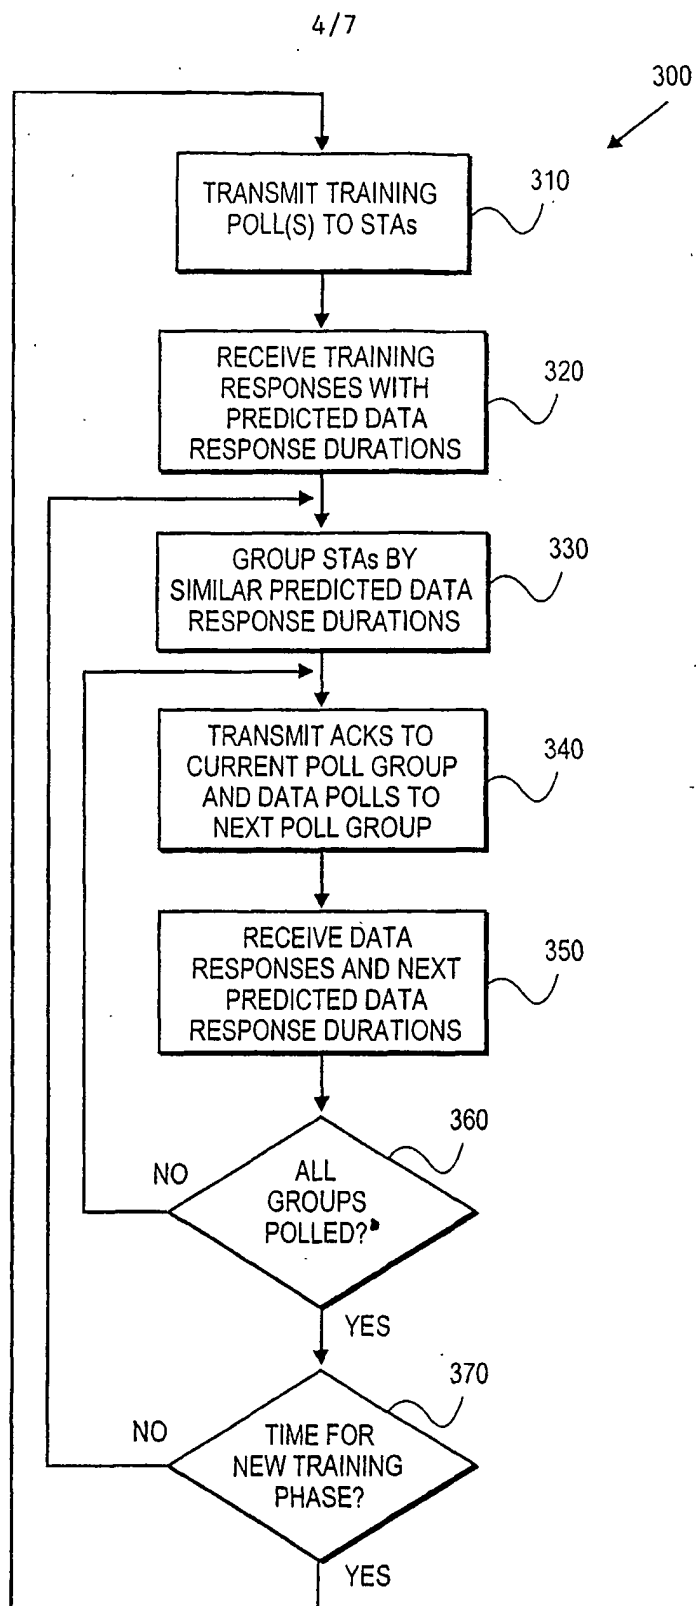 4/7
300
TRANSMIT TRAINING
POLL(S) TO STAs
310
RECEIVE TRAINING
RESPONSES WITH
PREDICTED DATA
RESPONSE DURATIONS
320
GROUP STAs BY
SIMILAR PREDICTED DATA
RESPONSE DURATIONS
330
TRANSMIT ACKS TO
CURRENT POLL GROUP
AND DATA POLLS TO
NEXT POLL GROUP
340
RECEIVE DATA
RESPONSES AND NEXT
PREDICTED DATA
RESPONSE DURATIONS
350
360
NO
ALL
GROUPS
POLLED?
YES
370
NO
TIME FOR
NEW TRAINING
PHASE?
YES